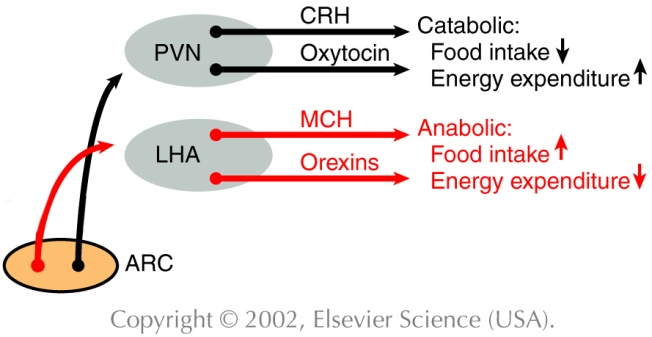 CRH
PVN
Oxytocin
Catabolic:
Food intake
Energy expenditure
MCH
LHA
Orexins
Anabolic:
Food intake
Energy expenditure
ARC
Copyright © 2002, Elsevier Science (USA).